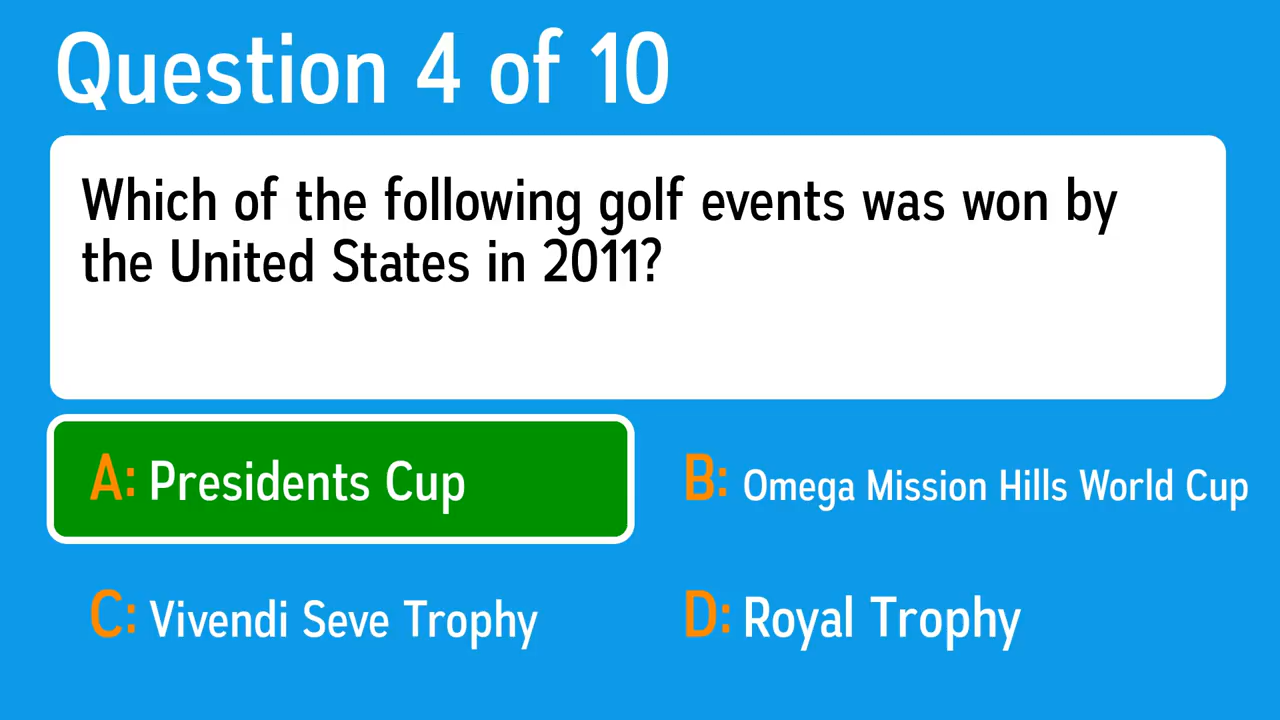 Question 4 of 10
Which of the following golf events was won by
the United States in 2011?
A: Presidents Cup
B: Omega Mission Hills World Cup
C: Vivendi Seve Trophy
D: Royal Trophy